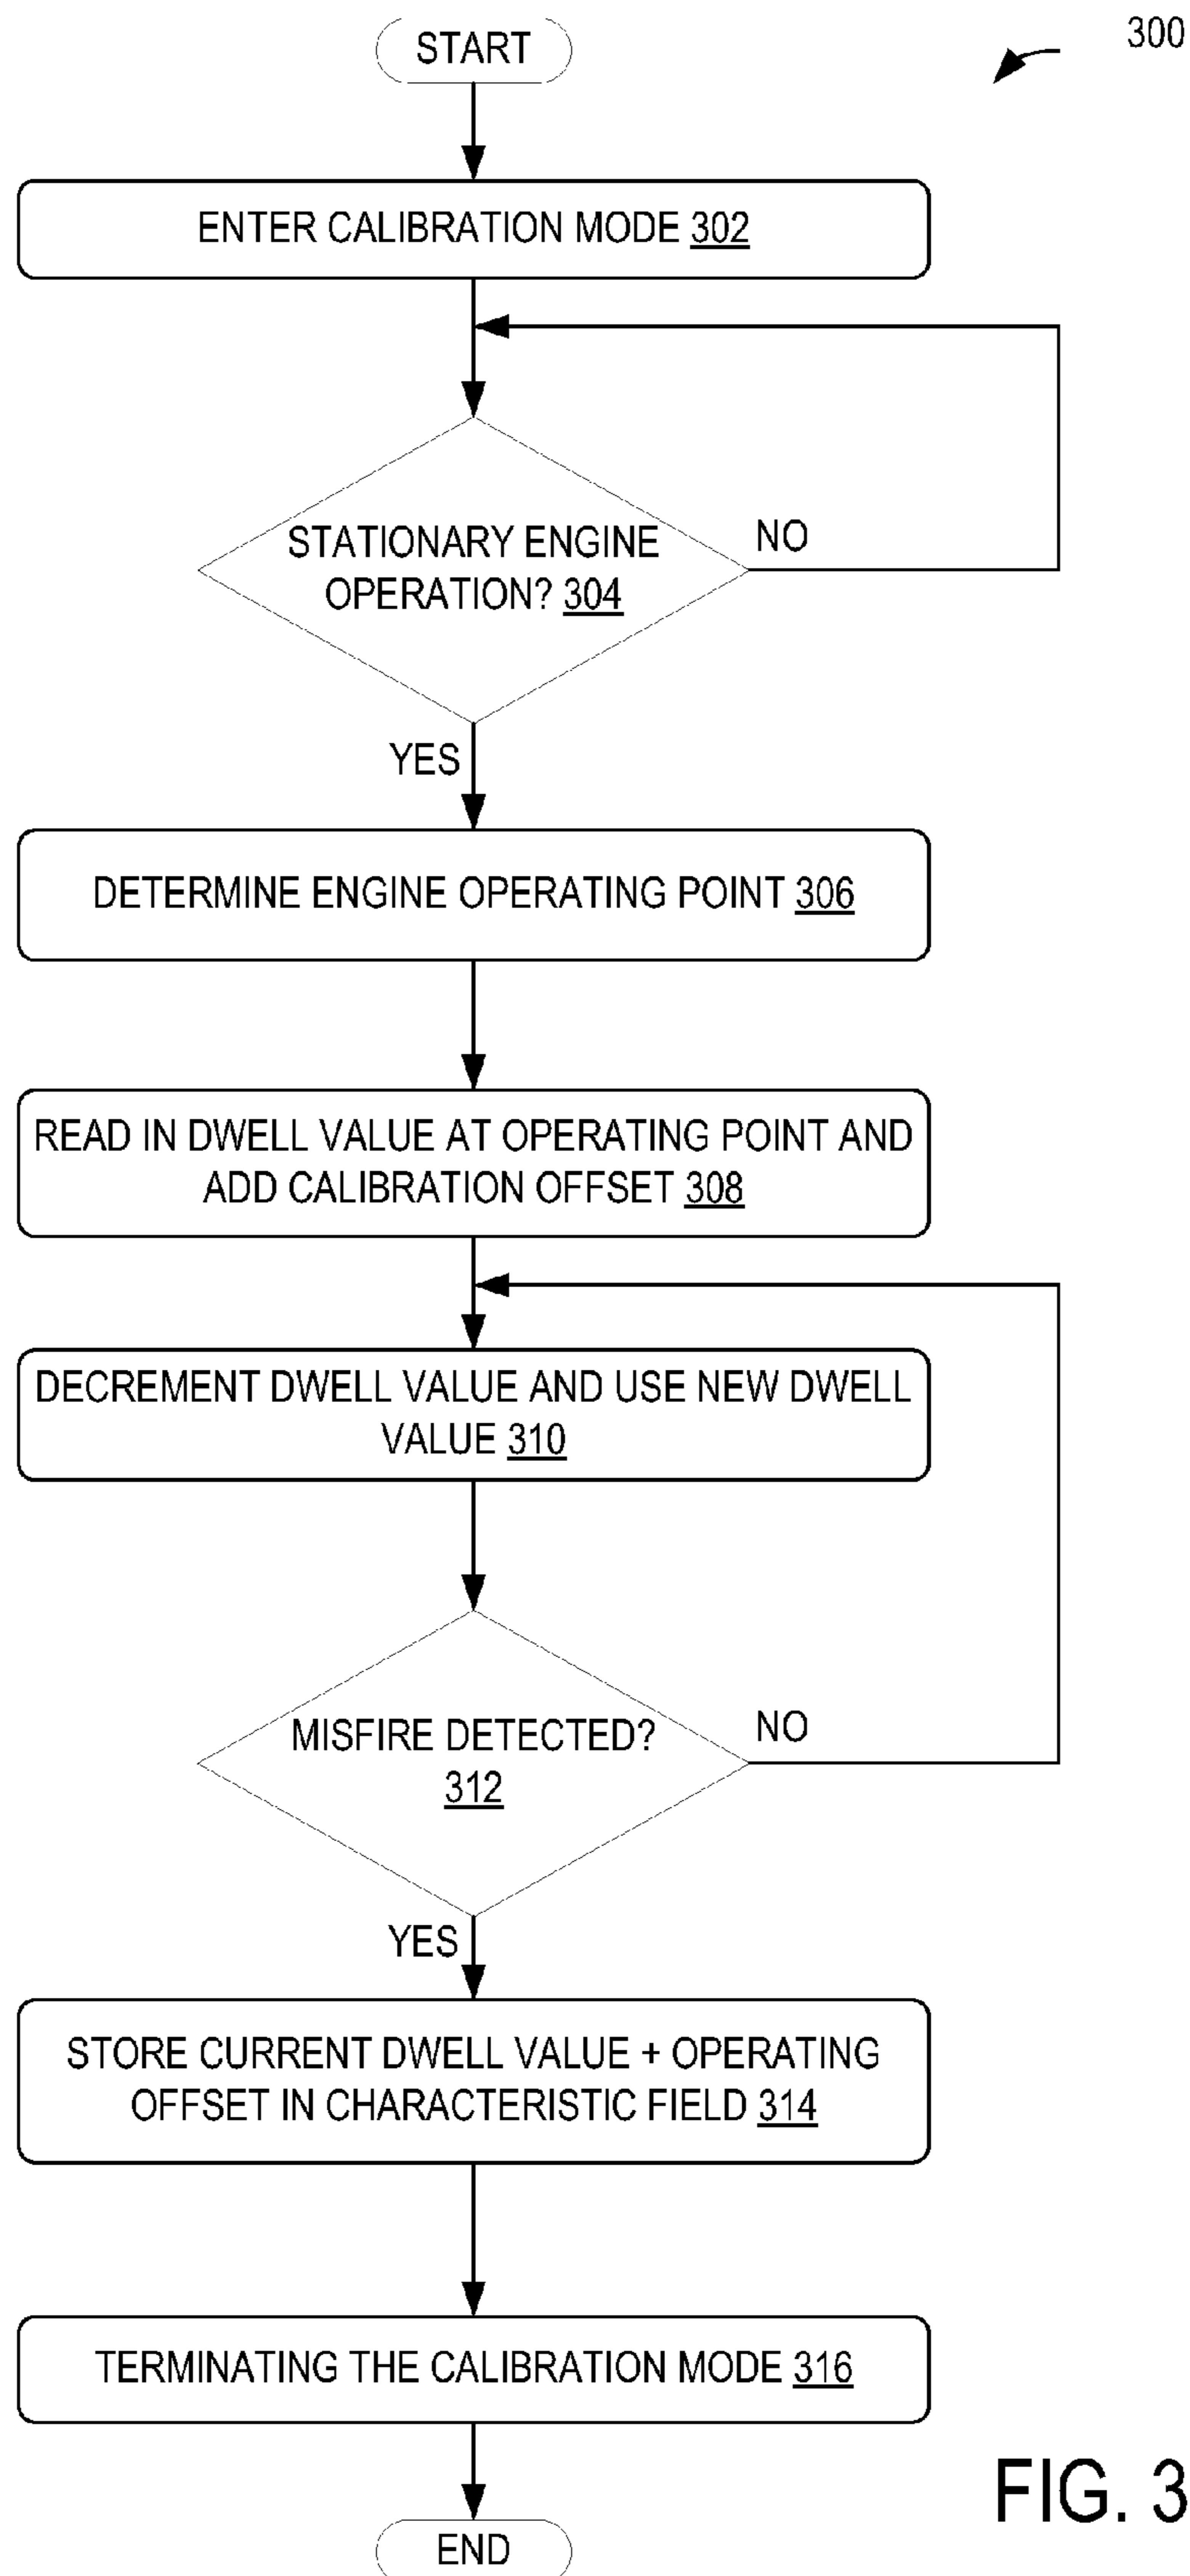 300
START
ENTER CALIBRATION MODE 302
STATIONARY ENGINE
OPERATION? 304
NO
YES
DETERMINE ENGINE OPERATING POINT 306
READ IN DWELL VALUE AT OPERATING POINT AND
ADD CALIBRATION OFFSET 308
DECREMENT DWELL VALUE AND USE NEW DWELL
VALUE 310
MISFIRE DETECTED?
312
NO
YES
STORE CURRENT DWELL VALUE + OPERATING
OFFSET IN CHARACTERISTIC FIELD 314
TERMINATING THE CALIBRATION MODE 316
END
FIG. 3